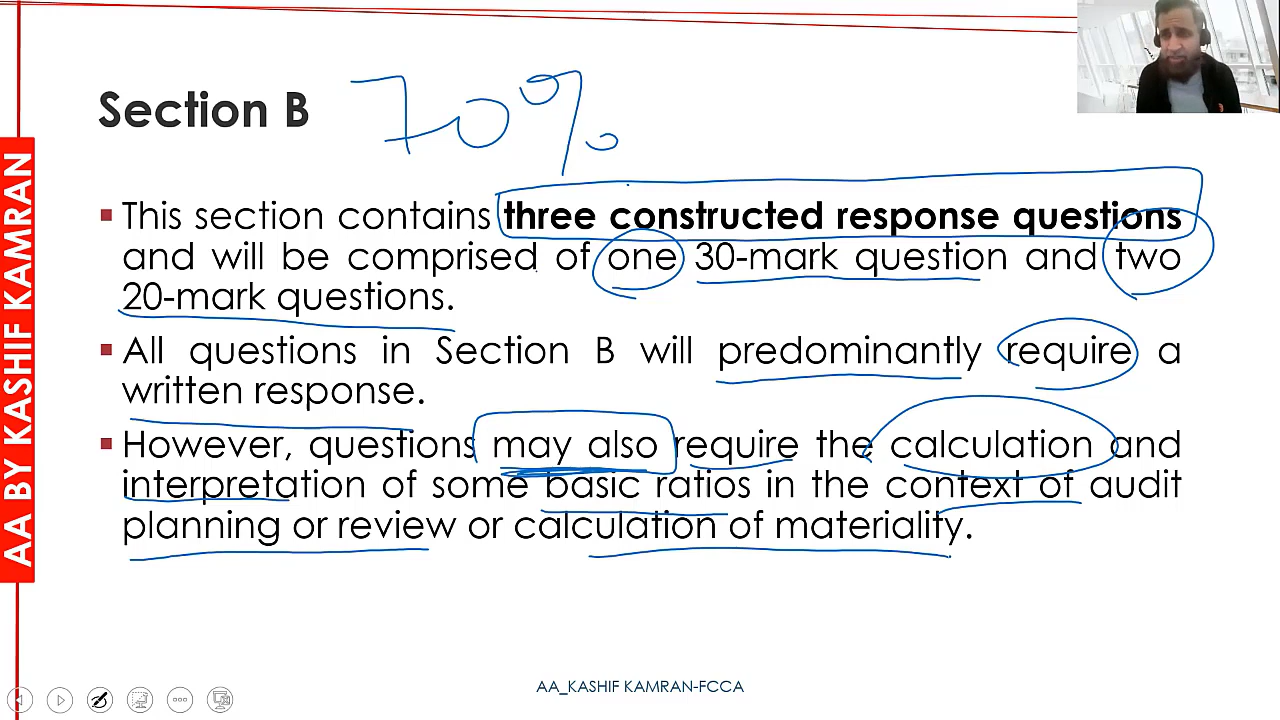 Section B 70%
This section contains three constructed response questions
and will be comprised of one 30-mark question and two
20-mark questions.
All questions in Section B will predominantly require a
written response.
However, questions may also require the calculation and
interpretation of some basic ratios in the context of audit
planning or review or calculation of materiality.
AA BY KASHIF KAMRAN
AA_KASHIF KAMRAN-FCCA